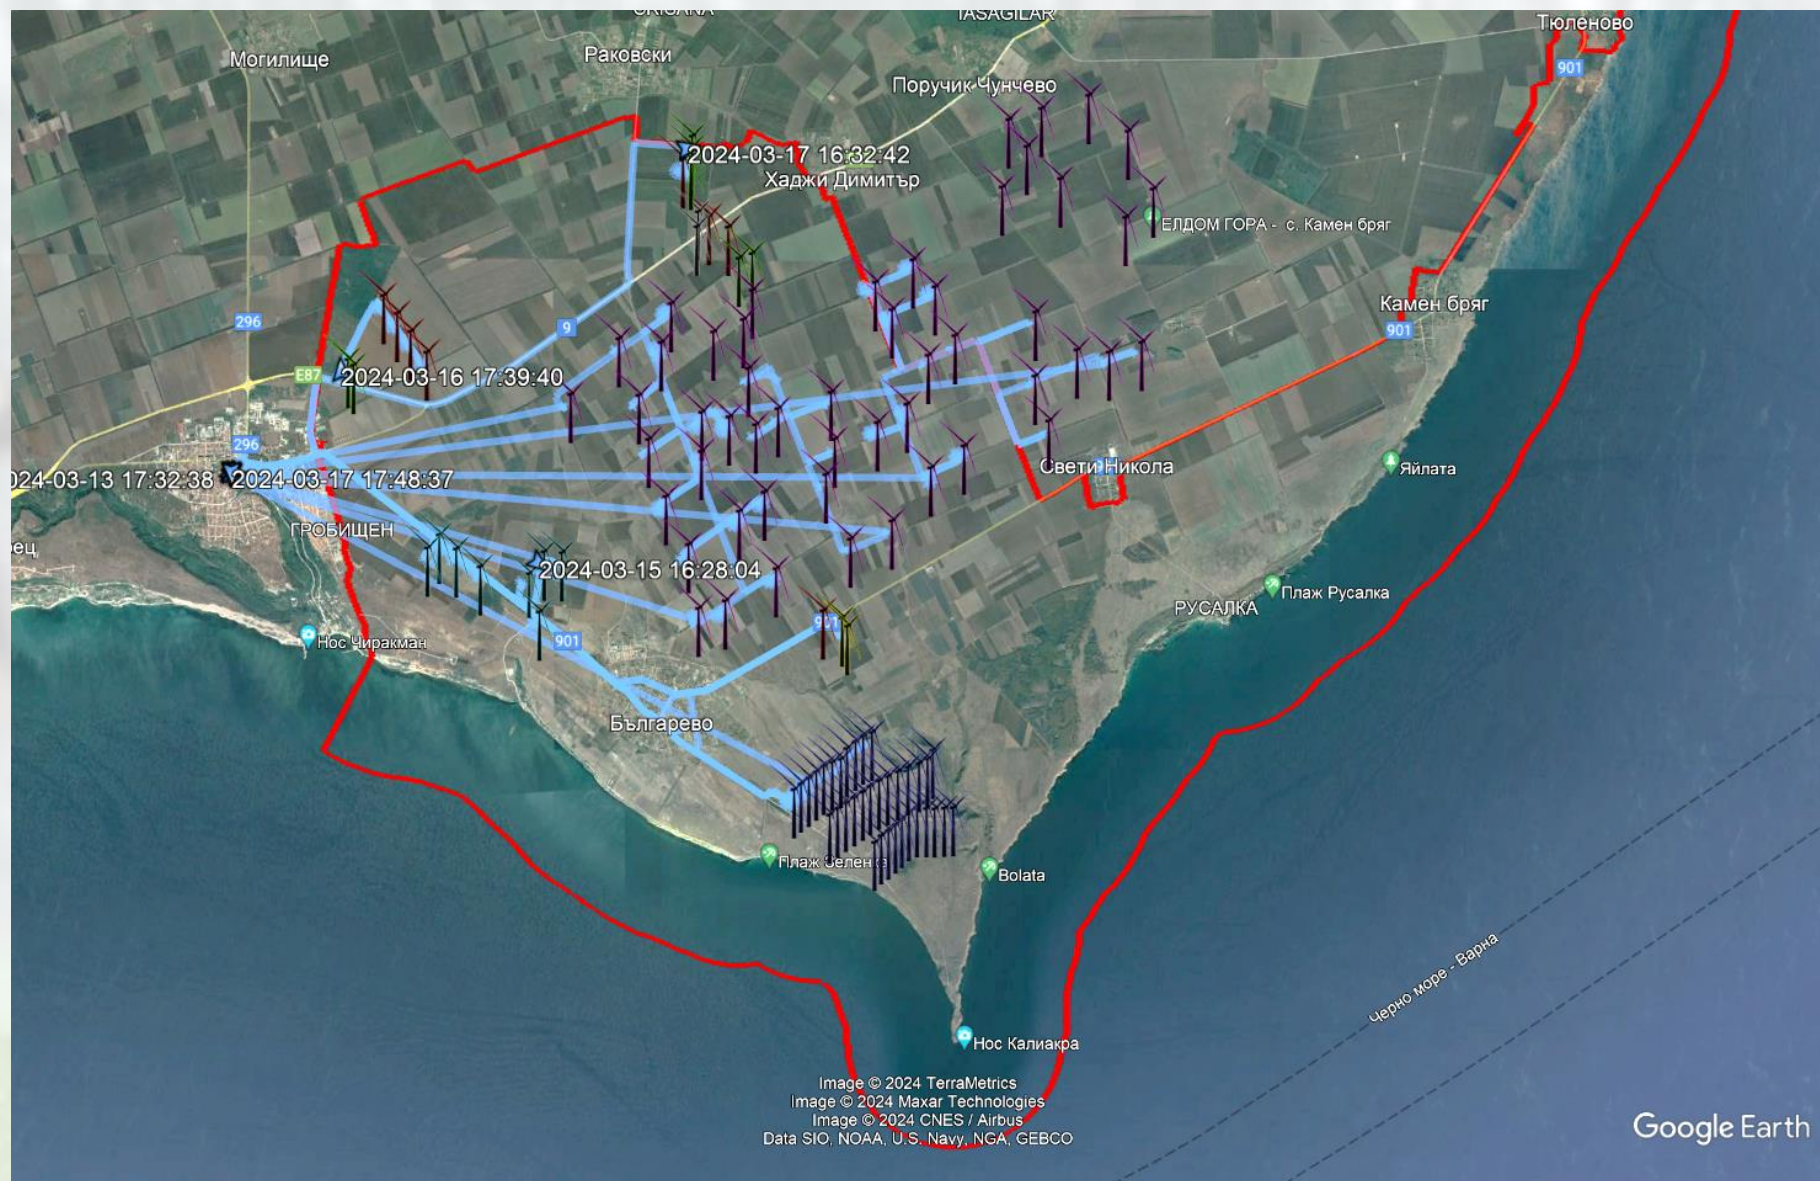 Тюленово
Могилище
Раковски
Поручик Чунчево
901
2024-03-17 16:32:42
Хаджи Димитър
ЕЛДОМ ГОРА - с. Камен бряг
Камен бряг
296
9
901
E87
2024-03-16 17:39:40
296
Свети Никола
Яйлата
024-03-13 17:32:38
2024-03-17 17:48:37
ГРОБИЩЕН
2024-03-15 16:28:04
Плаж Русалка
РУСАЛКА
901
901
Нос Чиракман
Българево
Плаж Зеленка
Bolata
Черно море - Варна
Нос Калиакра
Image © 2024 TerraMetrics
Image © 2024 Maxar Technologies
Image © 2024 CNES / Airbus
Data SIO, NOAA, U.S. Navy, NGA, GEBCO
Google Earth